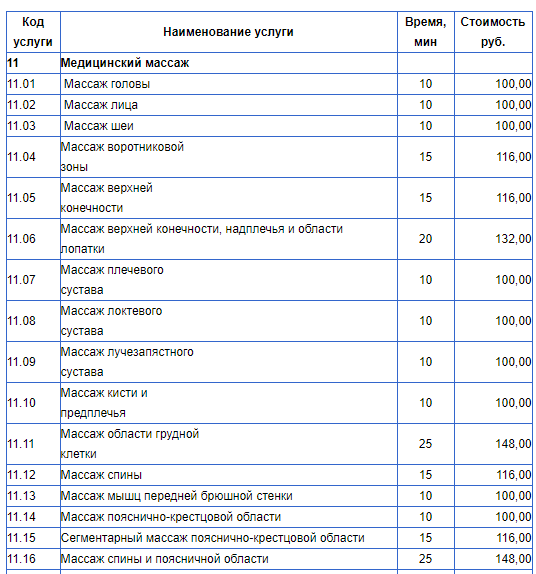 Код услуги Наименование услуги Время, мин Стоимость руб.
11 Медицинский массаж
11.01 Массаж головы 10 100,00
11.02 Массаж лица 10 100,00
11.03 Массаж шеи 10 100,00
11.04 Массаж воротниковой зоны 15 116,00
11.05 Массаж верхней конечности 15 116,00
11.06 Массаж верхней конечности, надплечья и области лопатки 20 132,00
11.07 Массаж плечевого сустава 10 100,00
11.08 Массаж локтевого сустава 10 100,00
11.09 Массаж лучезапястного сустава 10 100,00
11.10 Массаж кисти и предплечья 10 100,00
11.11 Массаж области грудной клетки 25 148,00
11.12 Массаж спины 15 116,00
11.13 Массаж мышц передней брюшной стенки 10 100,00
11.14 Массаж пояснично-крестцовой области 10 100,00
11.15 Сегментарный массаж пояснично-крестцовой области 15 116,00
11.16 Массаж спины и поясничной области 25 148,00